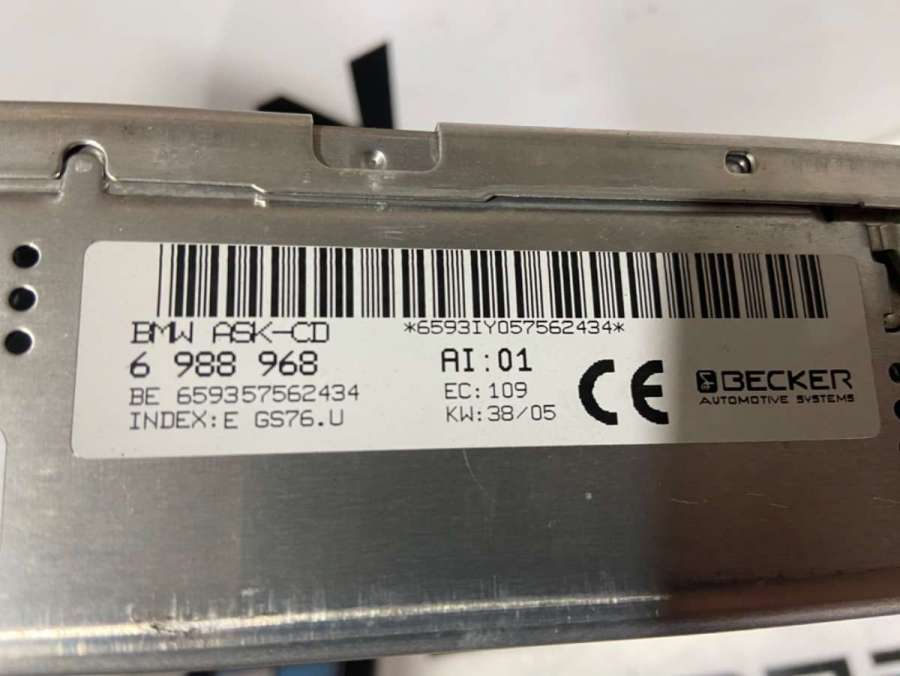 *6593IY057562434*
BMW ASK-CD
6 988 968
AI:01
BE 659357562434
EC:109
INDEX:E GS76.U
KW:38/05
CE
BECKER
AUTOMOTIVE SYSTEMS